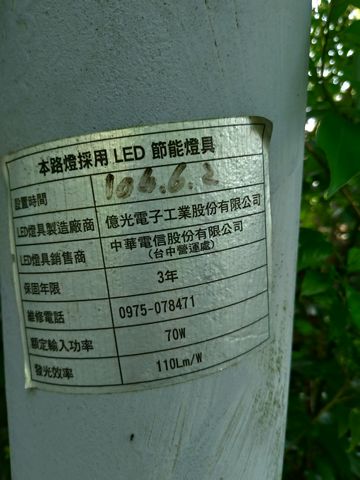 本路燈採用 LED 節能燈具
設置時間 106.6.2
LED燈具製造廠商 億光電子工業股份有限公司
LED燈具銷售商 中華電信股份有限公司
(台中營運處)
保固年限 3年
維修電話 0975-078471
額定輸入功率 70W
發光效率 110Lm/W